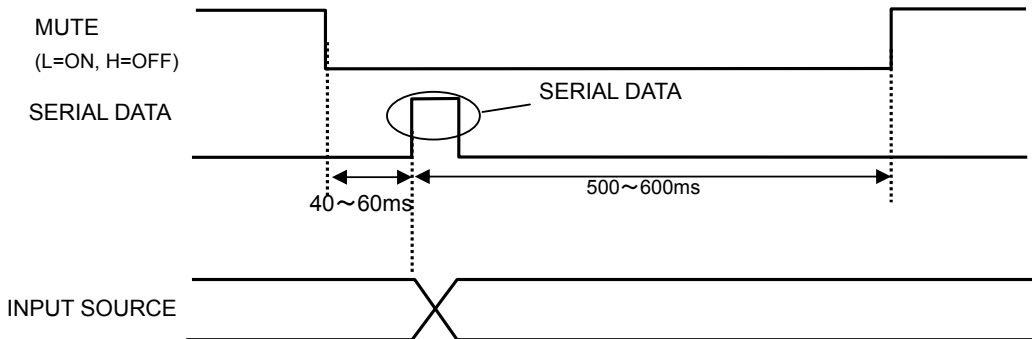 MUTE
(L=ON, H=OFF)
SERIAL DATA
SERIAL DATA
40～60ms
500～600ms
INPUT SOURCE